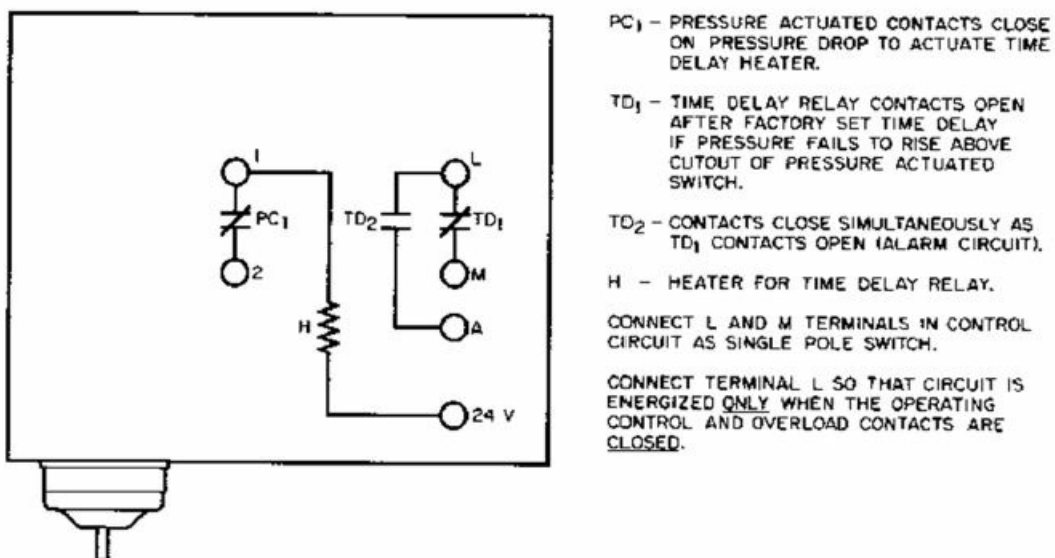 1
L
PC₁
TD₂
TD₁
2
M
H
A
24 V
PC₁ – PRESSURE ACTUATED CONTACTS CLOSE
ON PRESSURE DROP TO ACTUATE TIME
DELAY HEATER.
TD₁ – TIME DELAY RELAY CONTACTS OPEN
AFTER FACTORY SET TIME DELAY
IF PRESSURE FAILS TO RISE ABOVE
CUTOUT OF PRESSURE ACTUATED
SWITCH.
TD₂ – CONTACTS CLOSE SIMULTANEOUSLY AS
TD₁ CONTACTS OPEN (ALARM CIRCUIT).
H – HEATER FOR TIME DELAY RELAY.
CONNECT L AND M TERMINALS IN CONTROL
CIRCUIT AS SINGLE POLE SWITCH.
CONNECT TERMINAL L SO THAT CIRCUIT IS
ENERGIZED ONLY WHEN THE OPERATING
CONTROL AND OVERLOAD CONTACTS ARE
CLOSED.